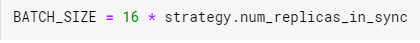 BATCH_SIZE = 16 * strategy.num_replicas_in_sync